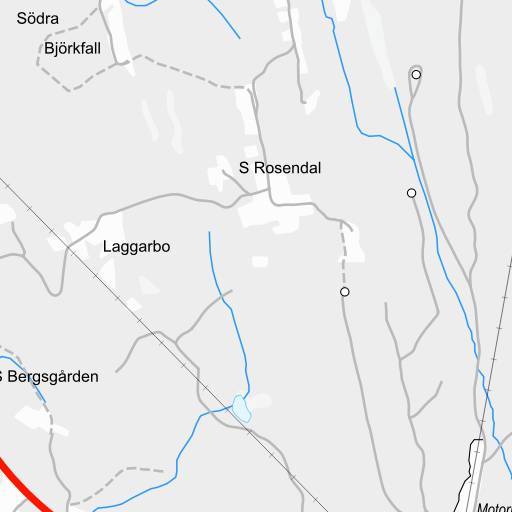 Södra
Björkfall
S Rosendal
Laggarbo
S Bergsgården